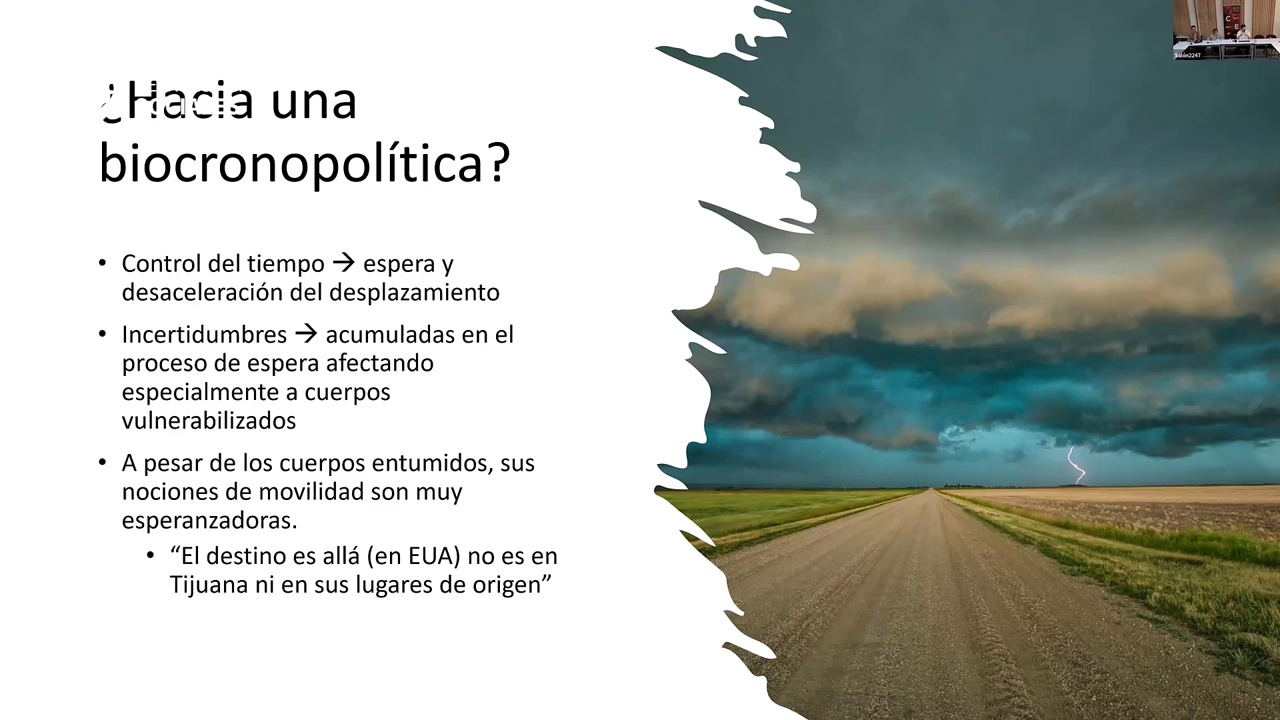 ¿Hacia una
biocronopolítica?
• Control del tiempo → espera y
desaceleración del desplazamiento
• Incertidumbres → acumuladas en el
proceso de espera afectando
especialmente a cuerpos
vulnerabilizados
• A pesar de los cuerpos entumidos, sus
nociones de movilidad son muy
esperanzadoras.
• “El destino es allá (en EUA) no es en
Tijuana ni en sus lugares de origen”
Salón2247